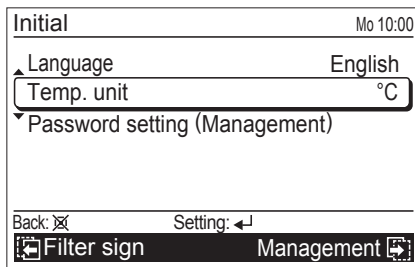 Initial Mo 10:00
Language English
Temp. unit °C
Password setting (Management)
Back: Setting:
Filter sign Management